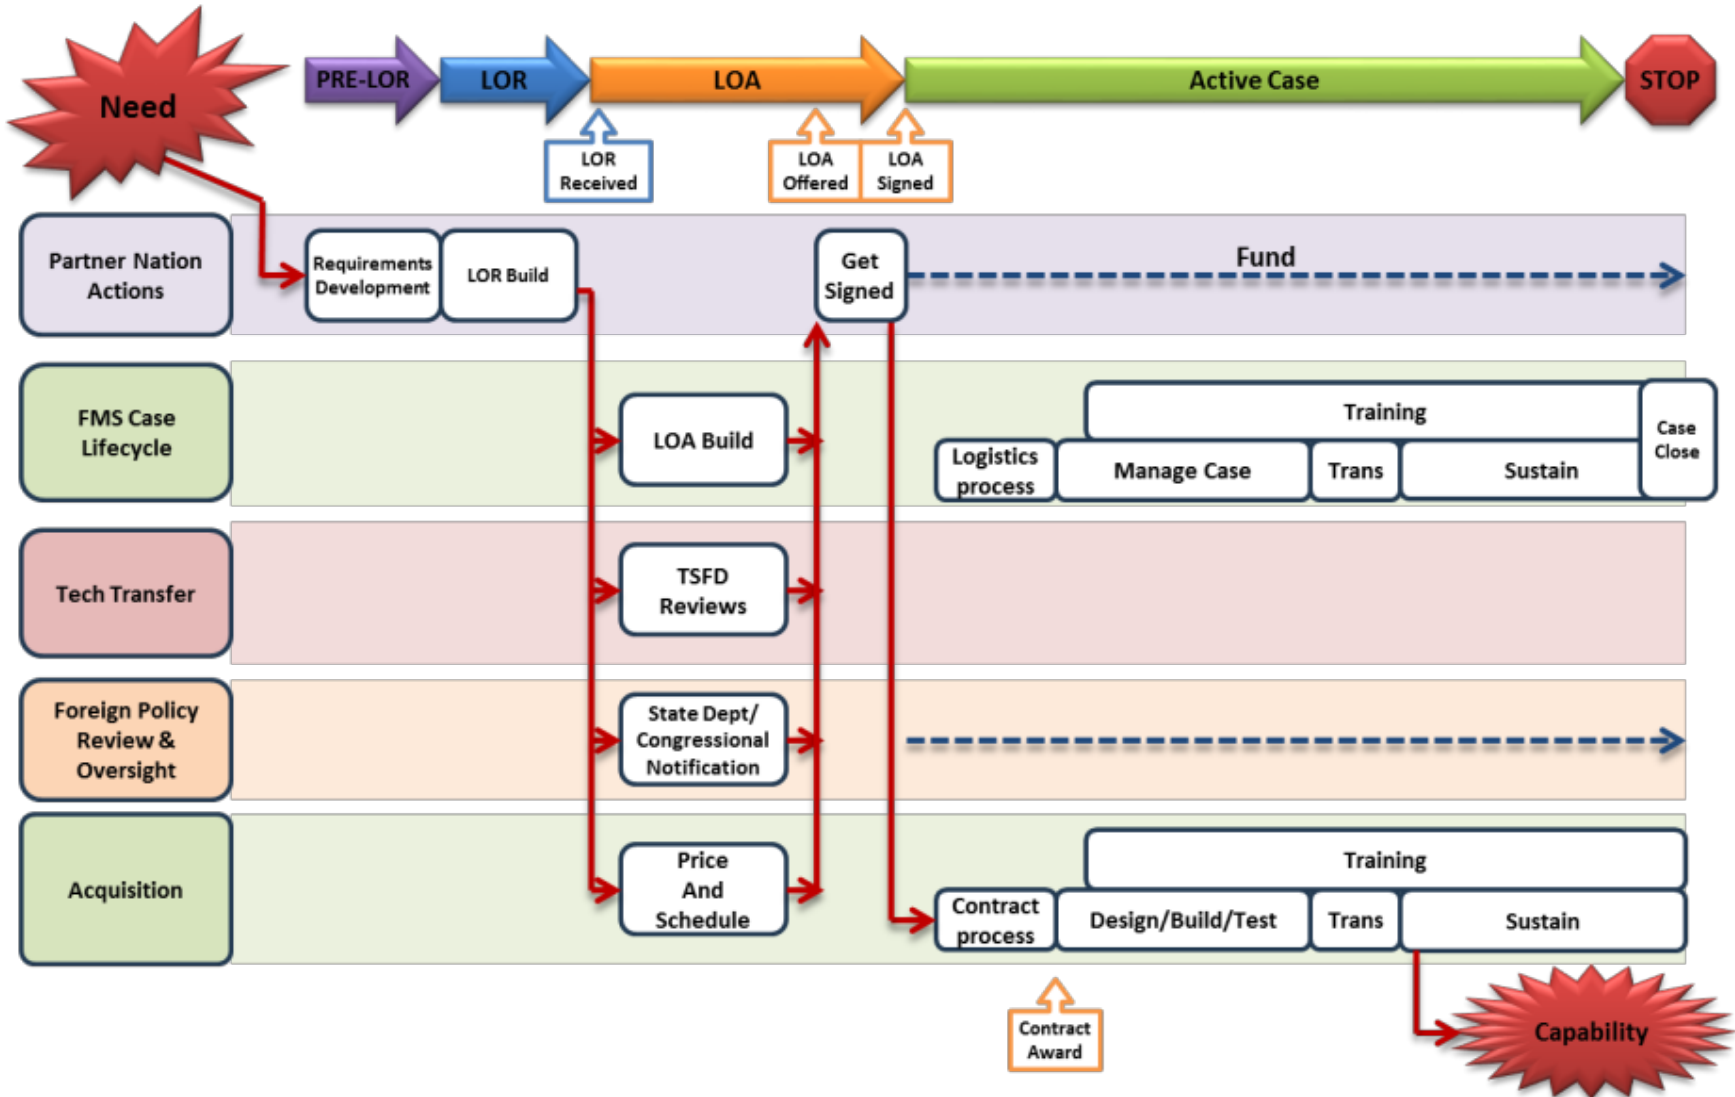 Need
PRE-LOR
LOR
LOA
Active Case
STOP
LOR
Received
LOA
Offered
LOA
Signed
Partner Nation
Actions
Requirements
Development
LOR Build
Get
Signed
Fund
FMS Case
Lifecycle
LOA Build
Training
Logistics
process
Manage Case
Trans
Sustain
Case
Close
Tech Transfer
TSFD
Reviews
Foreign Policy
Review &
Oversight
State Dept/
Congressional
Notification
Acquisition
Price
And
Schedule
Training
Contract
process
Design/Build/Test
Trans
Sustain
Contract
Award
Capability